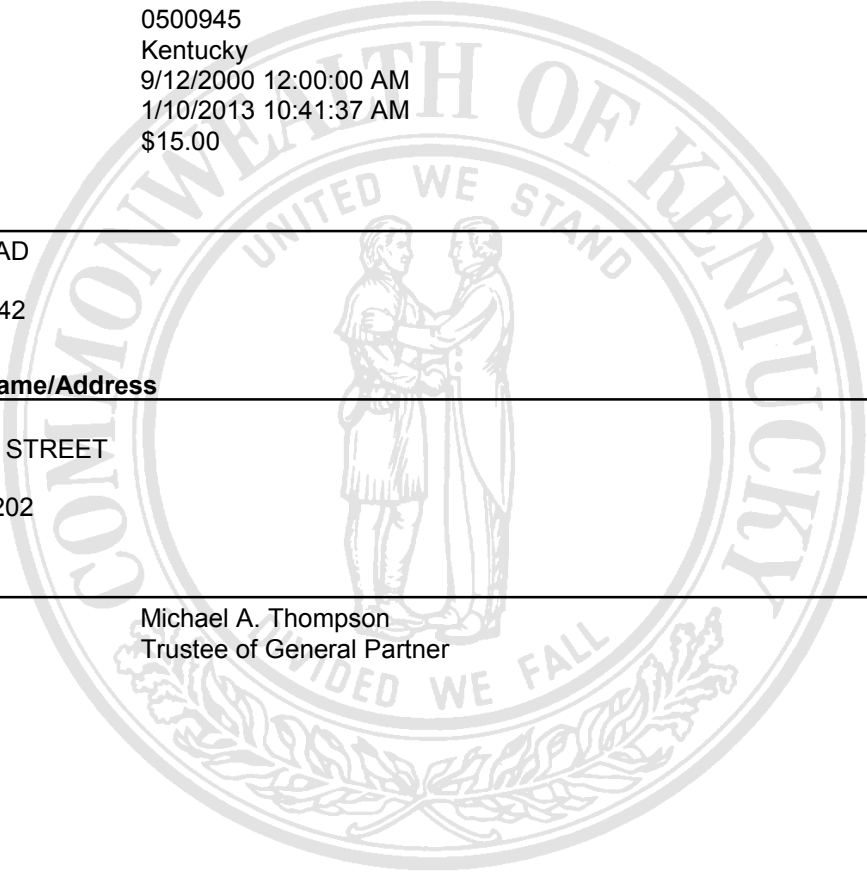 0500945
Kentucky
9/12/2000 12:00:00 AM
1/10/2013 10:41:37 AM
$15.00
COMMONWEALTH OF KENTUCKY
UNITED WE STAND
AD
42
ame/Address
STREET
202
Michael A. Thompson
Trustee of General Partner
DIVIDED WE FALL